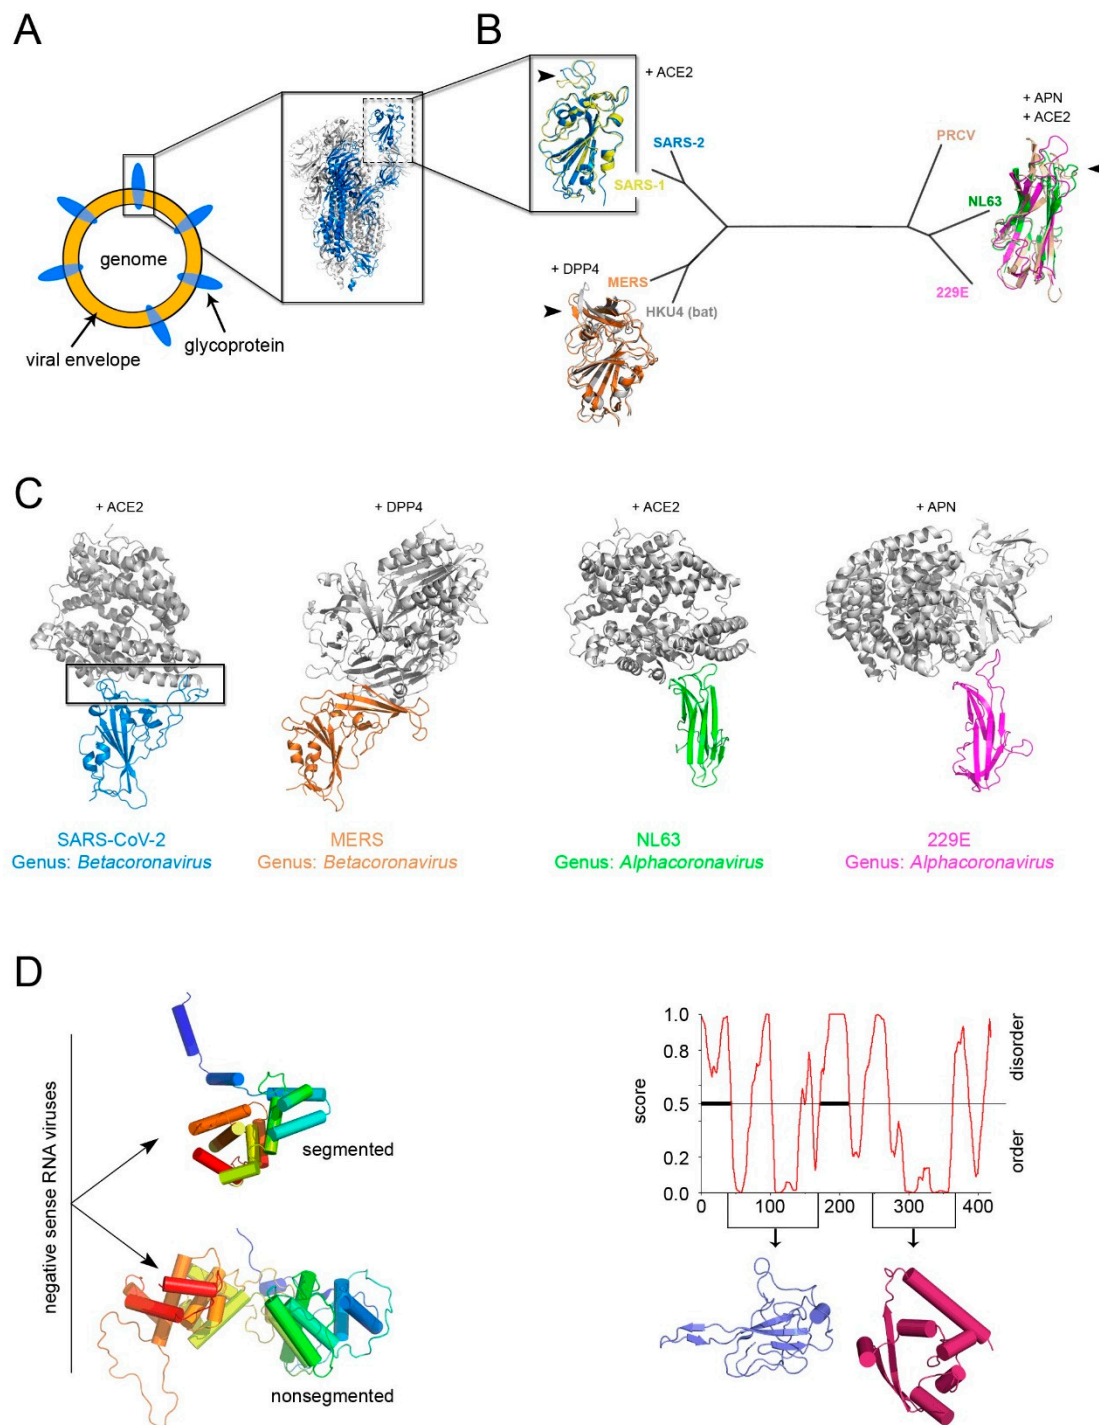 A
genome
viral envelope
glycoprotein
B
+ ACE2
SARS-2
SARS-1
+ DPP4
MERS
HKU4 (bat)
PRCV
NL63
229E
+ APN
+ ACE2
C
+ ACE2
+ DPP4
+ ACE2
+ APN
SARS-CoV-2
Genus: Betacoronavirus
MERS
Genus: Betacoronavirus
NL63
Genus: Alphacoronavirus
229E
Genus: Alphacoronavirus
D
negative sense RNA viruses
segmented
nonsegmented
score
1.0
0.8
0.5
0.2
0.0
0
100
200
300
400
disorder
order